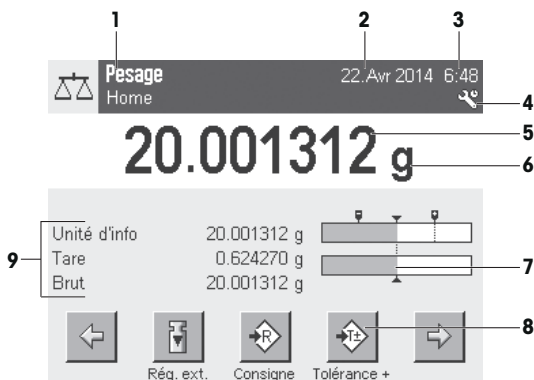 1 2 3
Pesage 22.Avr 2014 6:48
Home
4
20.001312 g
5
6
Unité d'info 20.001312 g
Tare 0.624270 g
Brut 20.001312 g
9
7
8
R T±
Rég. ext. Consigne Tolérance +